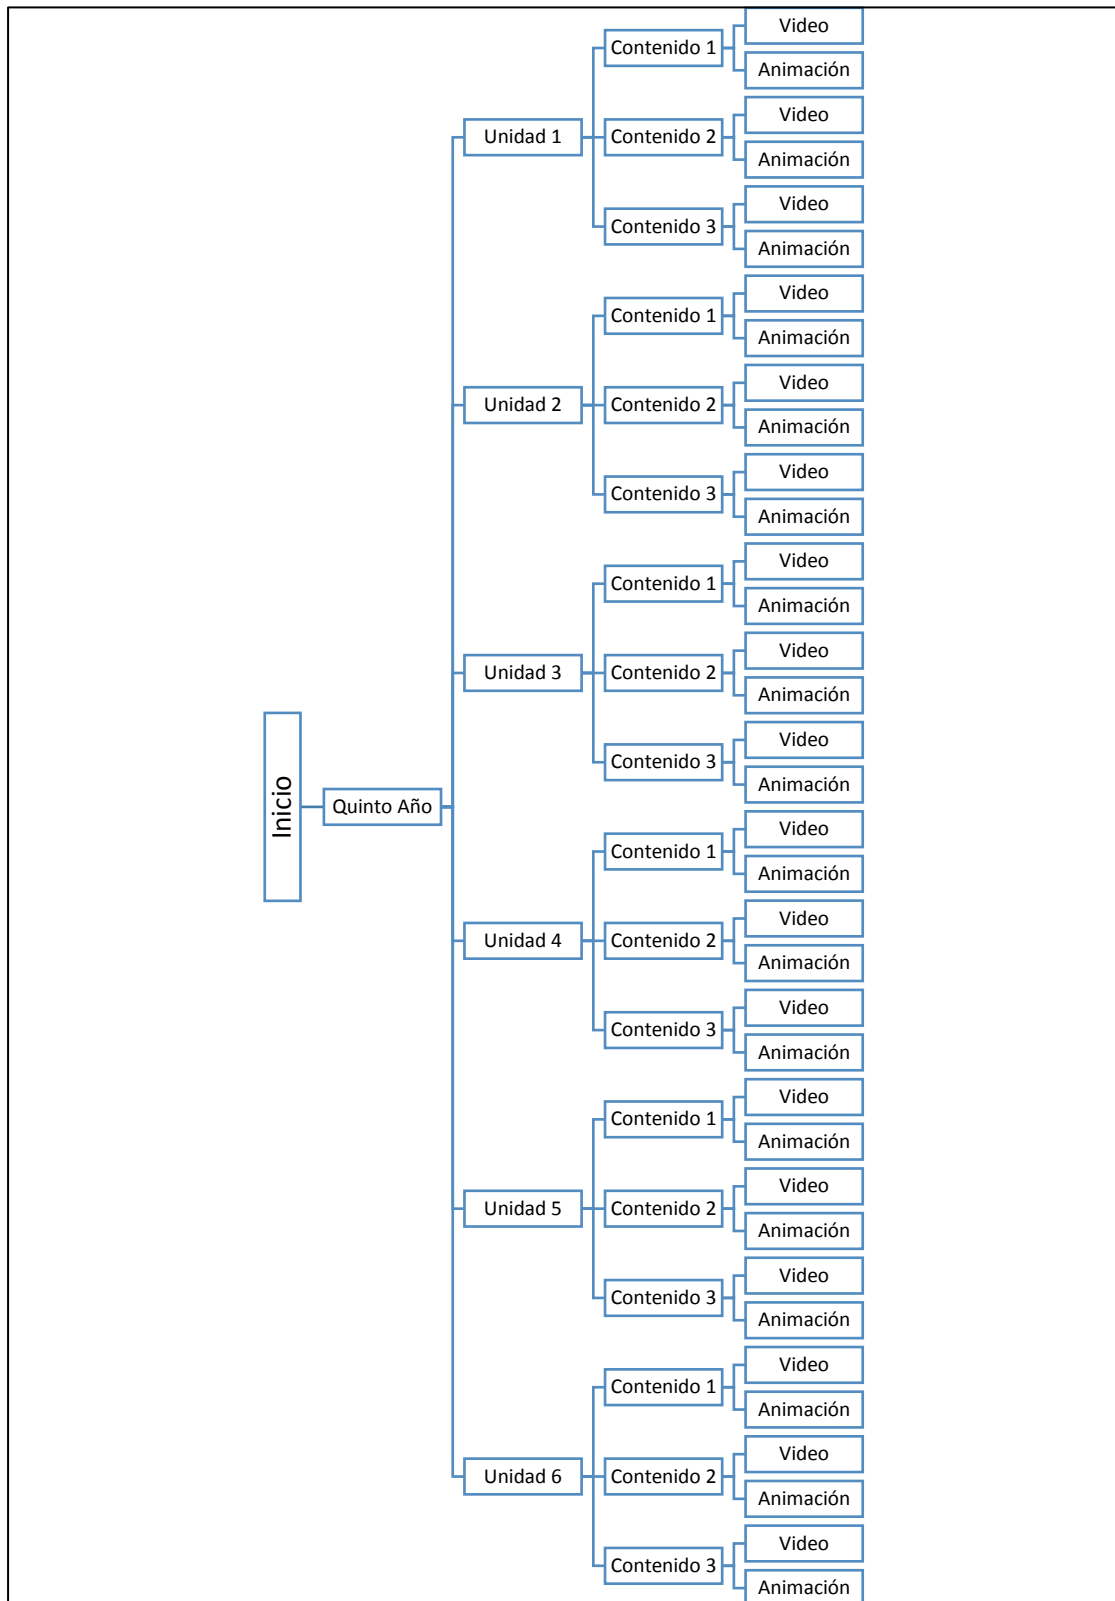 Inicio
Quinto Año
Unidad 1
Contenido 1
Video
Animación
Contenido 2
Video
Animación
Contenido 3
Video
Animación
Unidad 2
Contenido 1
Video
Animación
Contenido 2
Video
Animación
Contenido 3
Video
Animación
Unidad 3
Contenido 1
Video
Animación
Contenido 2
Video
Animación
Contenido 3
Video
Animación
Unidad 4
Contenido 1
Video
Animación
Contenido 2
Video
Animación
Contenido 3
Video
Animación
Unidad 5
Contenido 1
Video
Animación
Contenido 2
Video
Animación
Contenido 3
Video
Animación
Unidad 6
Contenido 1
Video
Animación
Contenido 2
Video
Animación
Contenido 3
Video
Animación